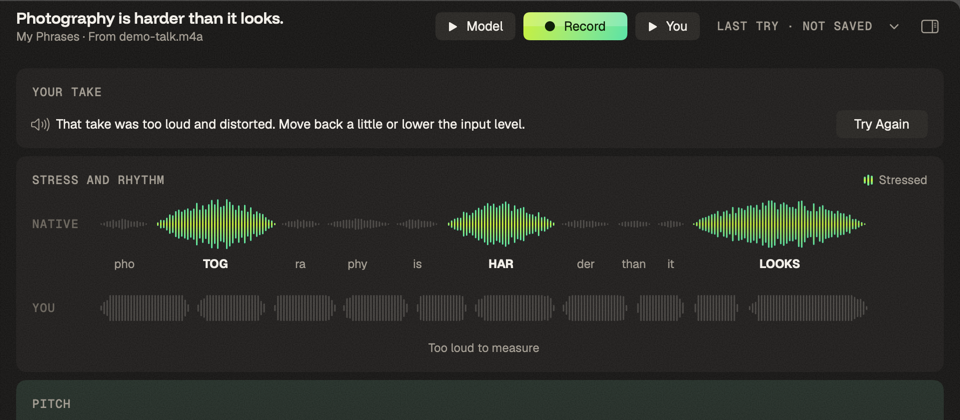 Photography is harder than it looks.
My Phrases · From demo-talk.m4a
Model
Record
You
LAST TRY · NOT SAVED
YOUR TAKE
That take was too loud and distorted. Move back a little or lower the input level.
Try Again
STRESS AND RHYTHM
Stressed
NATIVE
pho TOG ra phy is HAR der than it LOOKS
YOU
Too loud to measure
PITCH